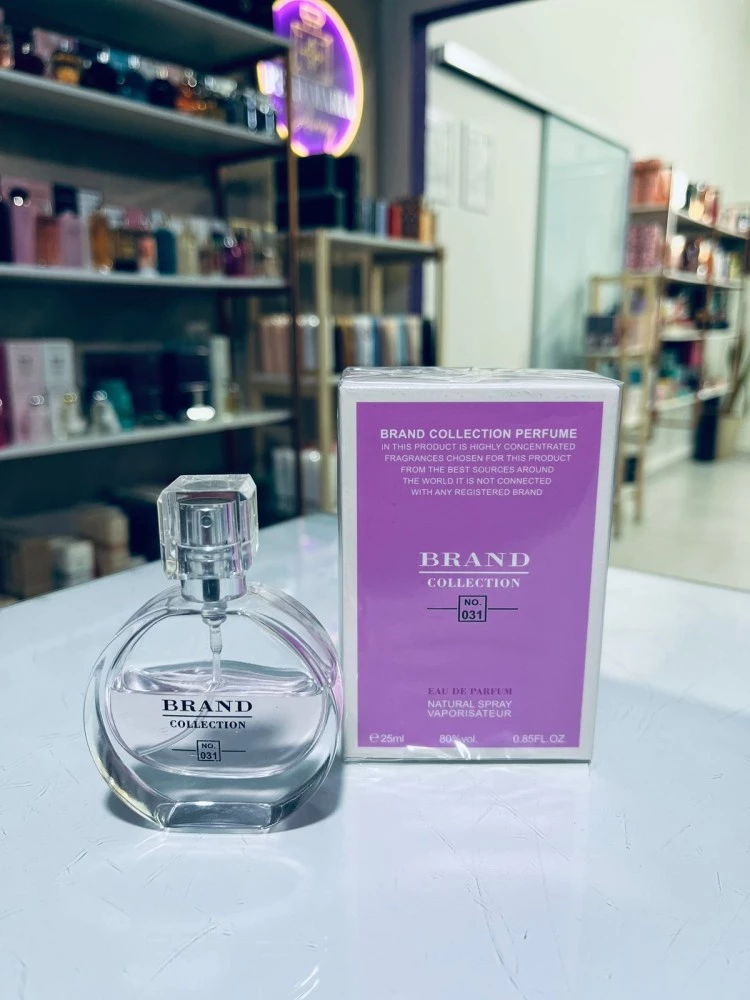 BRAND COLLECTION PERFUME
IN THIS PRODUCT IS HIGHLY CONCENTRATED
FRAGRANCES CHOSEN FOR THIS PRODUCT
FROM THE BEST SOURCES AROUND
THE WORLD IT IS NOT CONNECTED
WITH ANY REGISTERED BRAND
BRAND
COLLECTION
NO.
031
EAU DE PARFUM
NATURAL SPRAY
VAPORISATEUR
℮25ml 80%vol. 0.85FL.OZ.
BRAND
COLLECTION
NO.
031